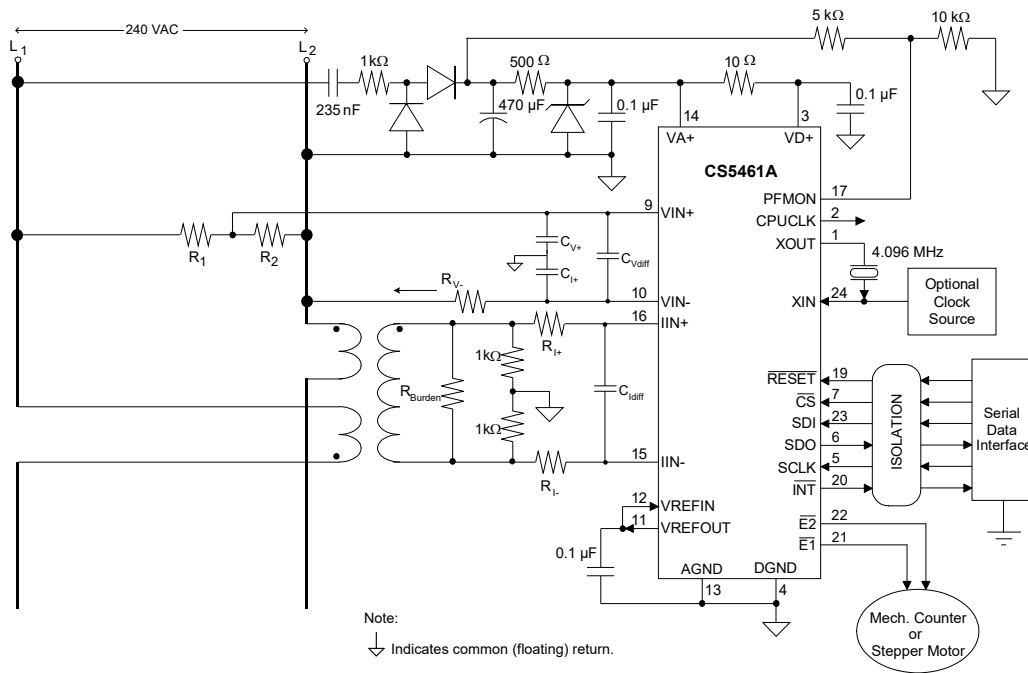 240 VAC
L1
L2
5 kΩ
10 kΩ
1kΩ
500 Ω
10 Ω
235 nF
470 µF
0.1 µF
0.1 µF
14
3
VA+
VD+
CS5461A
9
VIN+
PFMON
17
CPUCLK
2
XOUT
1
4.096 MHz
R1
R2
CV+
CI+
CVdiff
RV-
10
VIN-
XIN
24
Optional
Clock
Source
16
IIN+
RI+
1kΩ
RBurden
1kΩ
CIdiff
RI-
15
IIN-
RESET
19
CS
7
SDI
23
SDO
6
SCLK
5
INT
20
ISOLATION
Serial
Data
Interface
12
VREFIN
11
VREFOUT
E2
22
E1
21
0.1 µF
AGND
DGND
13
4
Mech. Counter
or
Stepper Motor
Note:
Indicates common (floating) return.